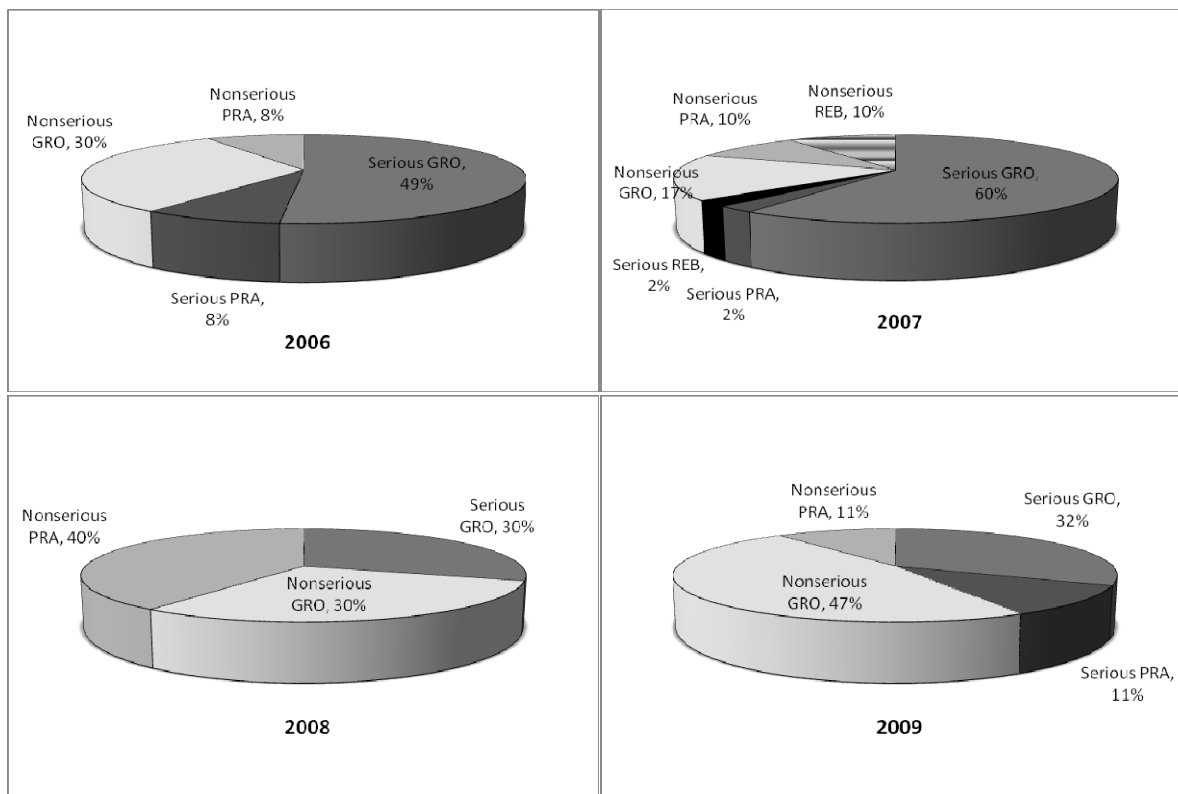 Nonserious
PRA, 8%
Nonserious
GRO, 30%
Serious GRO,
49%
Serious PRA,
8%
2006
Nonserious
REB, 10%
Nonserious
PRA, 10%
Nonserious
GRO, 17%
Serious GRO,
60%
Serious REB,
2%
Serious PRA,
2%
2007
Nonserious
PRA, 40%
Serious
GRO, 30%
Nonserious
GRO, 30%
2008
Nonserious
PRA, 11%
Serious GRO,
32%
Nonserious
GRO, 47%
Serious PRA,
11%
2009